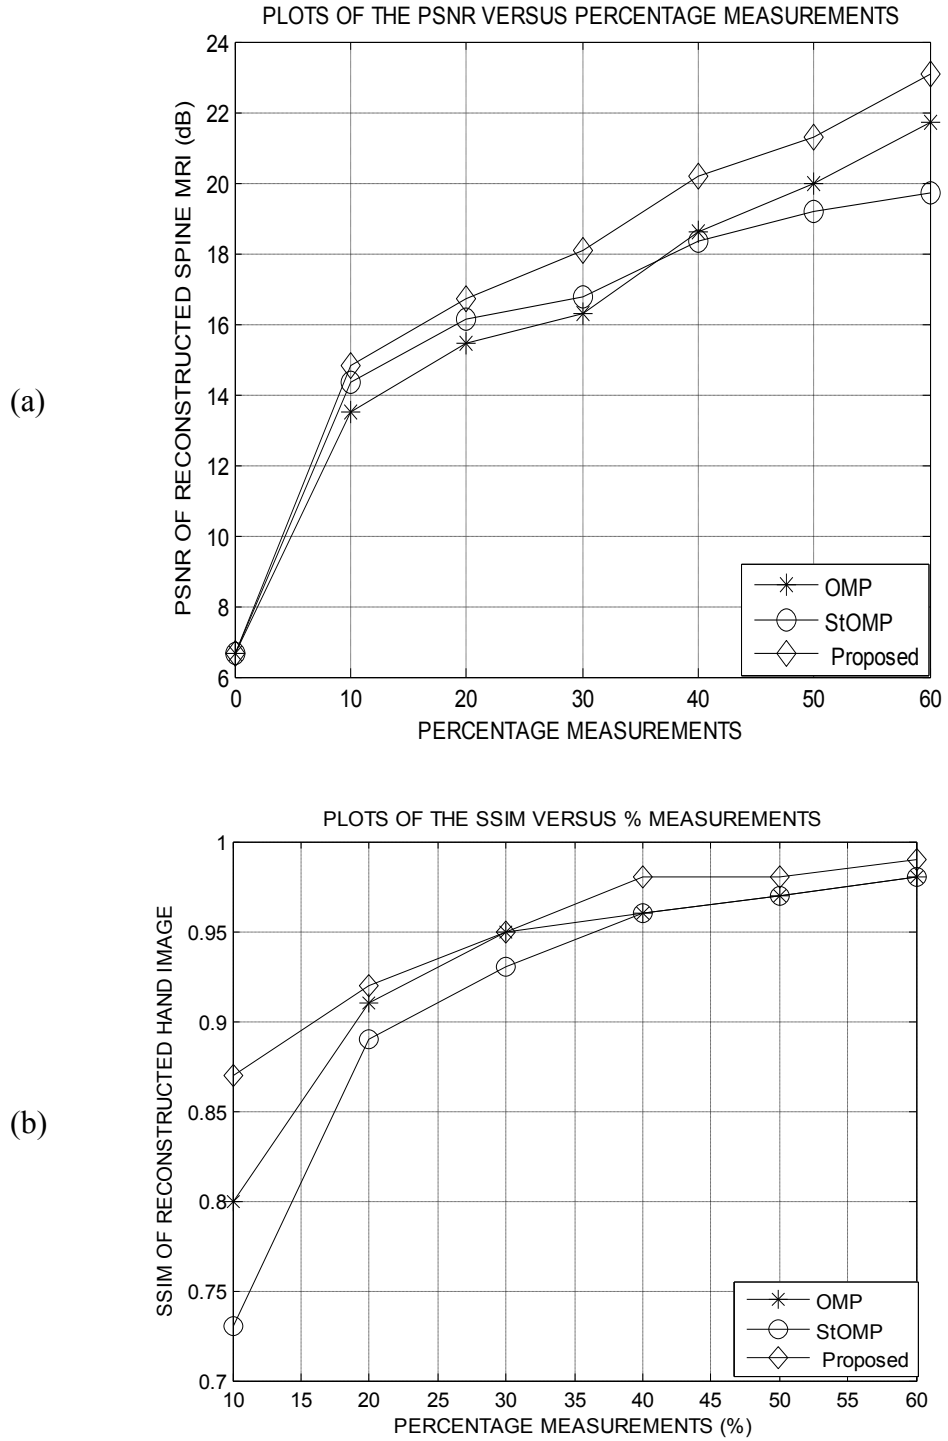 PLOTS OF THE PSNR VERSUS PERCENTAGE MEASUREMENTS
24
22
20
18
16
14
12
10
8
6
PSNR OF RECONSTRUCTED SPINE MRI (dB)
(a)
OMP
StOMP
Proposed
0 10 20 30 40 50 60
PERCENTAGE MEASUREMENTS
PLOTS OF THE SSIM VERSUS % MEASUREMENTS
1
0.95
0.9
0.85
0.8
0.75
0.7
SSIM OF RECONSTRUCTED HAND IMAGE
(b)
OMP
StOMP
Proposed
10 15 20 25 30 35 40 45 50 55 60
PERCENTAGE MEASUREMENTS (%)